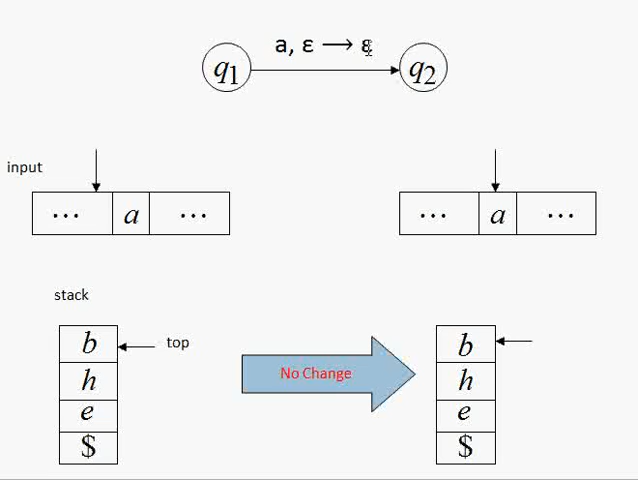 a, ε → ε
q1 q2
input
... a ...
... a ...
stack
b top b
h h
No Change
e e
$ $